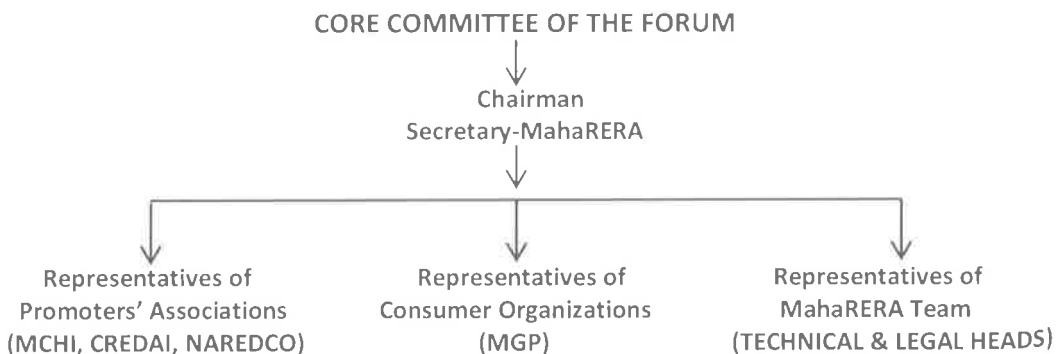 CORE COMMITTEE OF THE FORUM
Chairman
Secretary-MahaRERA
Representatives of
Promoters' Associations
(MCHI, CREDAI, NAREDCO)
Representatives of
Consumer Organizations
(MGP)
Representatives of
MahaRERA Team
(TECHNICAL & LEGAL HEADS)